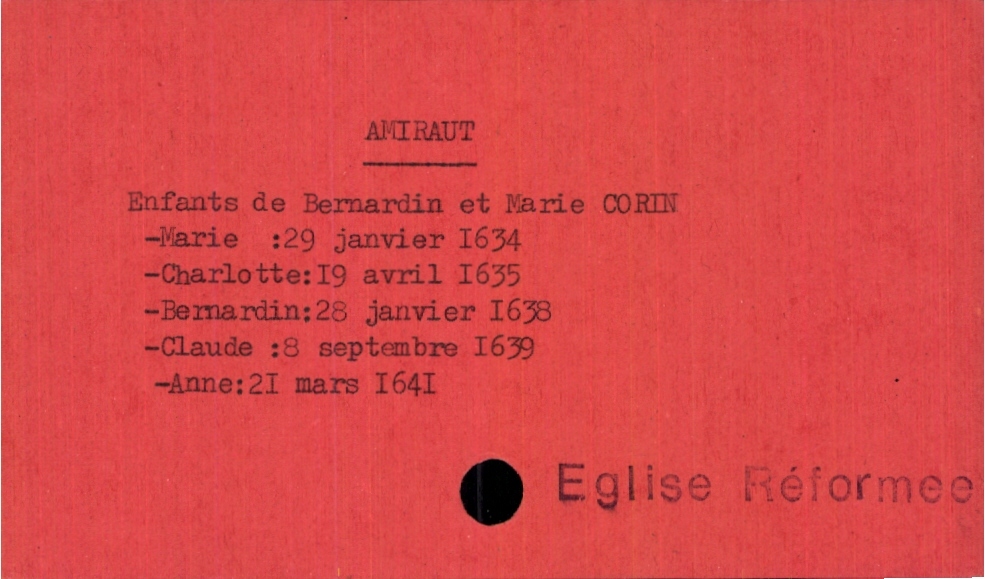 AMIRAUT
Enfants de Bernardin et Marie CORIN
-Marie :29 janvier I634
-Charlotte:I9 avril I635
-Bernardin:28 janvier I638
-Claude :8 septembre I639
-Anne:2I mars I64I
Eglise Réformee